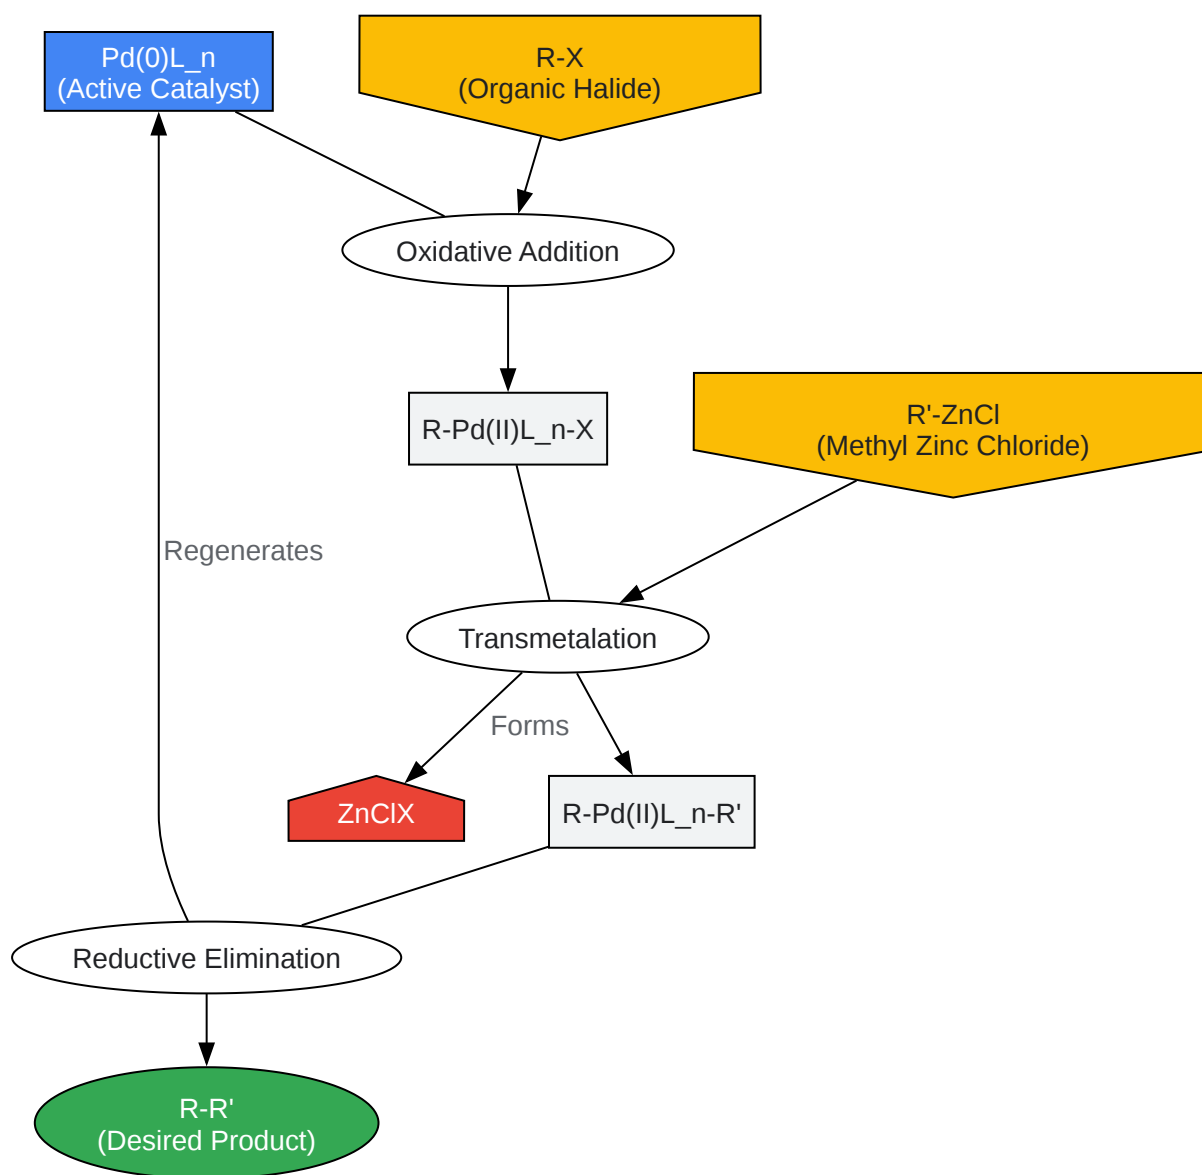 Pd(0)L_n
(Active Catalyst)
R-X
(Organic Halide)
Oxidative Addition
R-Pd(II)L_n-X
R'-ZnCl
(Methyl Zinc Chloride)
Regenerates
Transmetalation
Forms
ZnClX
R-Pd(II)L_n-R'
Reductive Elimination
R-R'
(Desired Product)